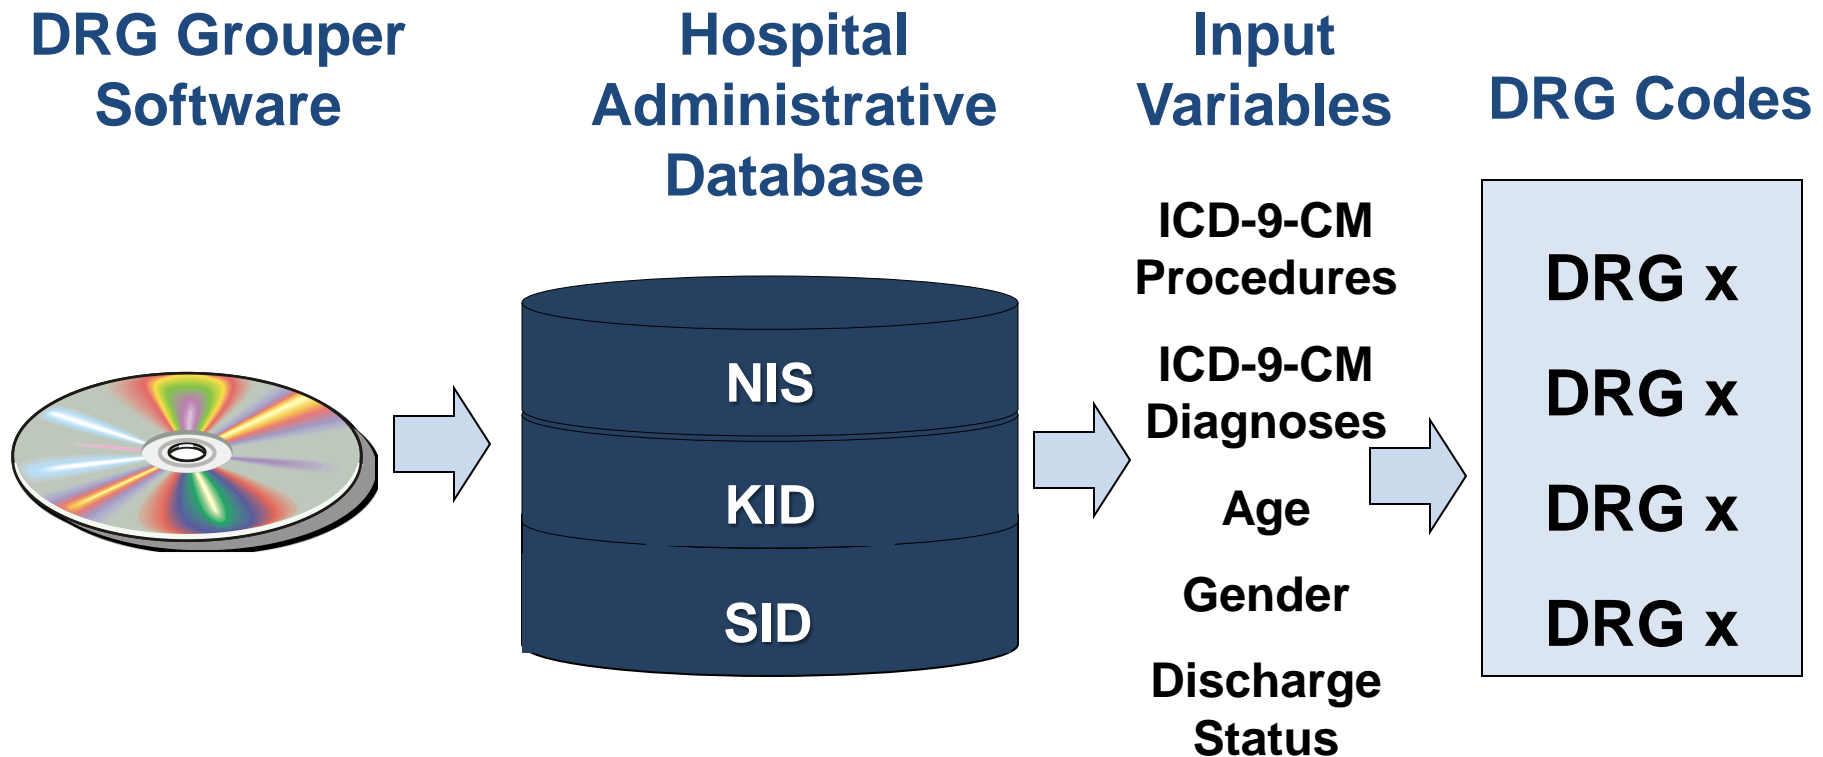 DRG Grouper
Software
Hospital
Administrative
Database
Input
Variables
DRG Codes
NIS
KID
SID
ICD-9-CM
Procedures
ICD-9-CM
Diagnoses
Age
Gender
Discharge
Status
DRG x
DRG x
DRG x
DRG x